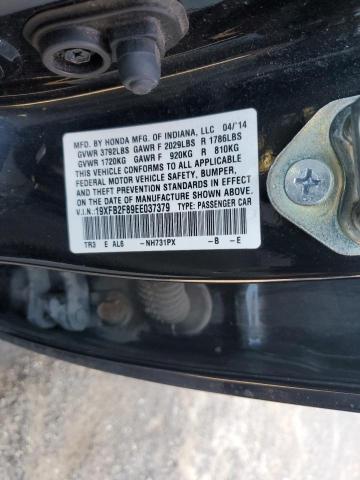 MFD. BY HONDA MFG. OF INDIANA, LLC 04/'14
GVWR 3792LBS GAWR F 2029LBS R 1786LBS
GVWR 1720KG GAWR F 920KG R 810KG
THIS VEHICLE CONFORMS TO ALL APPLICABLE
FEDERAL MOTOR VEHICLE SAFETY, BUMPER,
AND THEFT PREVENTION STANDARDS IN EFFECT
ON THE DATE OF MANUFACTURE SHOWN ABOVE.
V.I.N.:19XFB2F89EE037379 TYPE: PASSENGER CAR
TR3 E AL6 -NH731PX -B -E